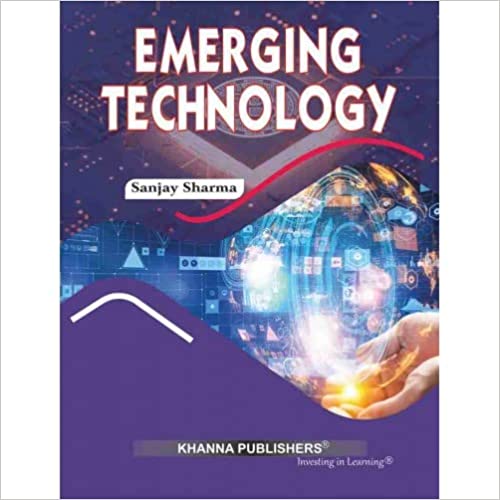 EMERGING
TECHNOLOGY
Sanjay Sharma
KHANNA PUBLISHERS®
Investing in Learning®